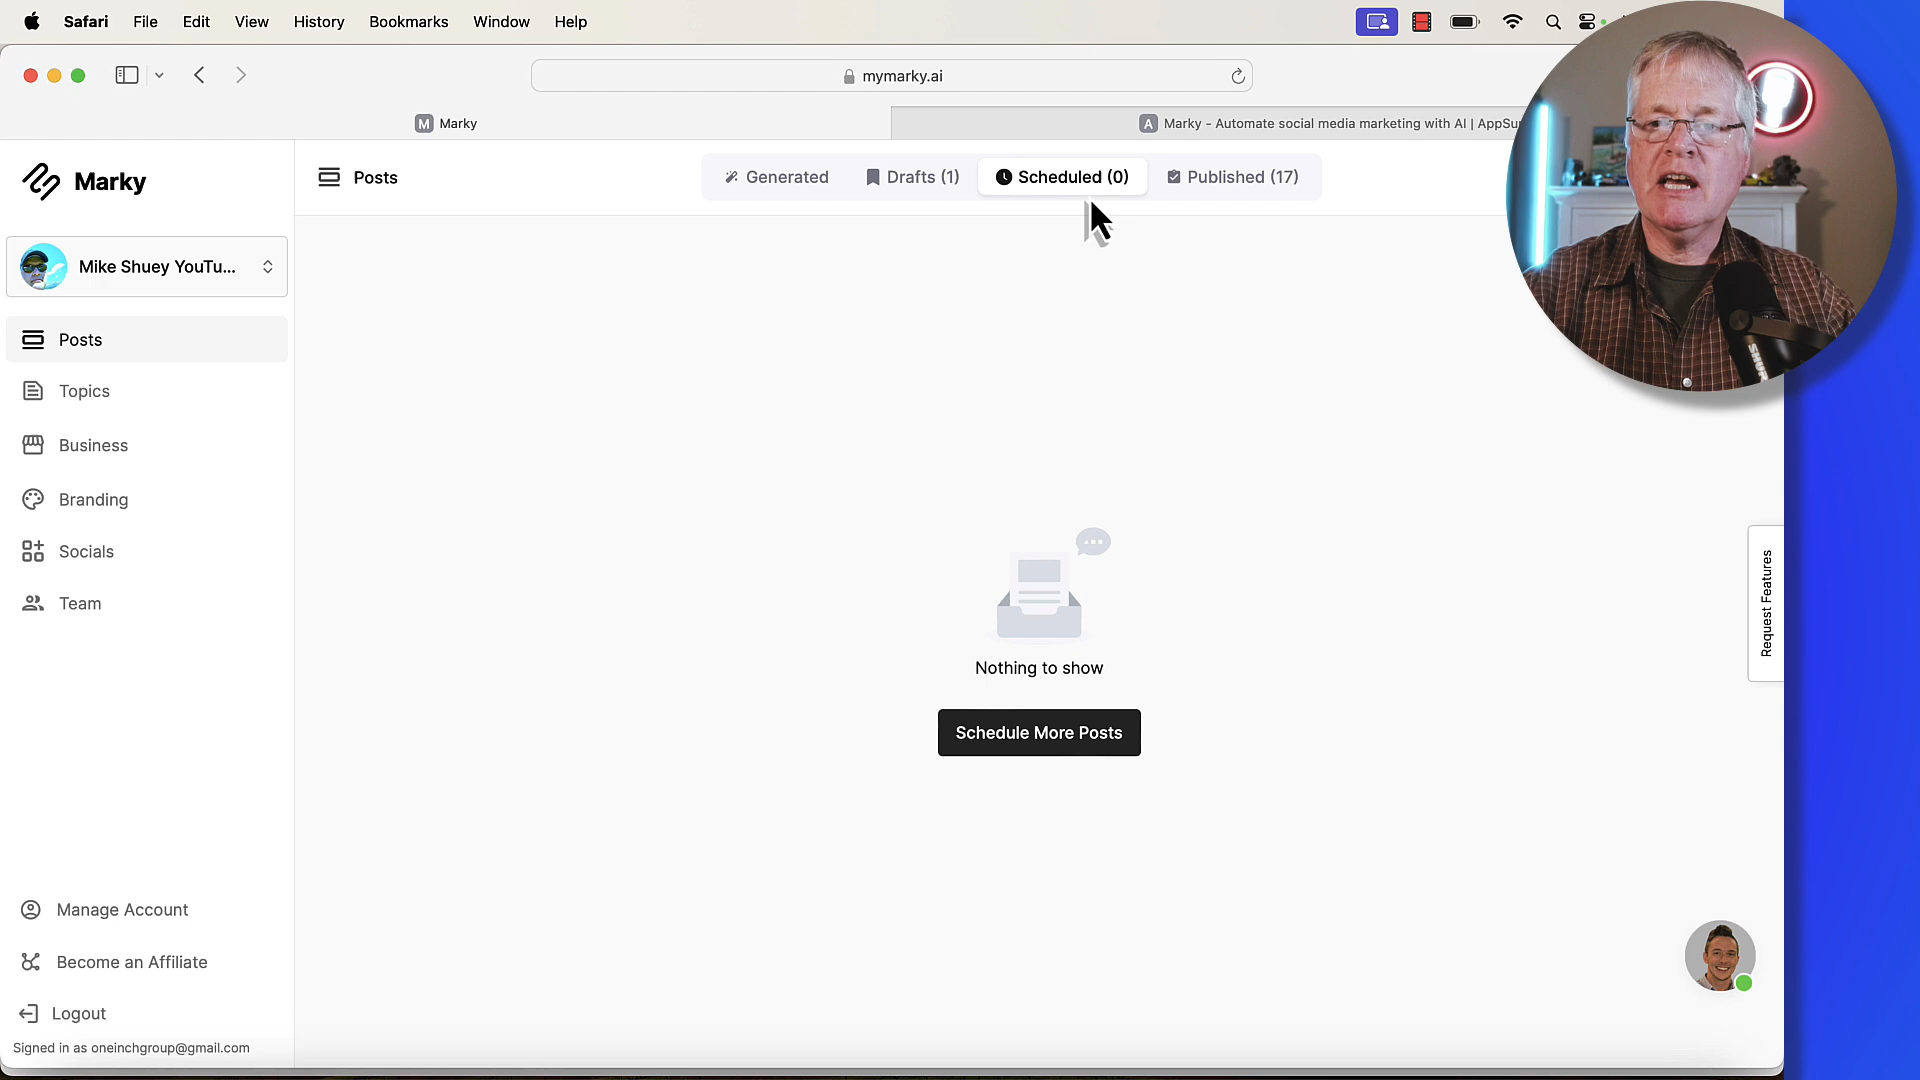 Safari File Edit View History Bookmarks Window Help
mymarky.ai
M Marky
A Marky - Automate social media marketing with AI | AppSu
Marky
Posts
Generated
Drafts (1)
Scheduled (0)
Published (17)
Mike Shuey YouTu...
Posts
Topics
Business
Branding
Socials
Team
Nothing to show
Schedule More Posts
Request Features
Manage Account
Become an Affiliate
Logout
Signed in as oneinchgroup@gmail.com